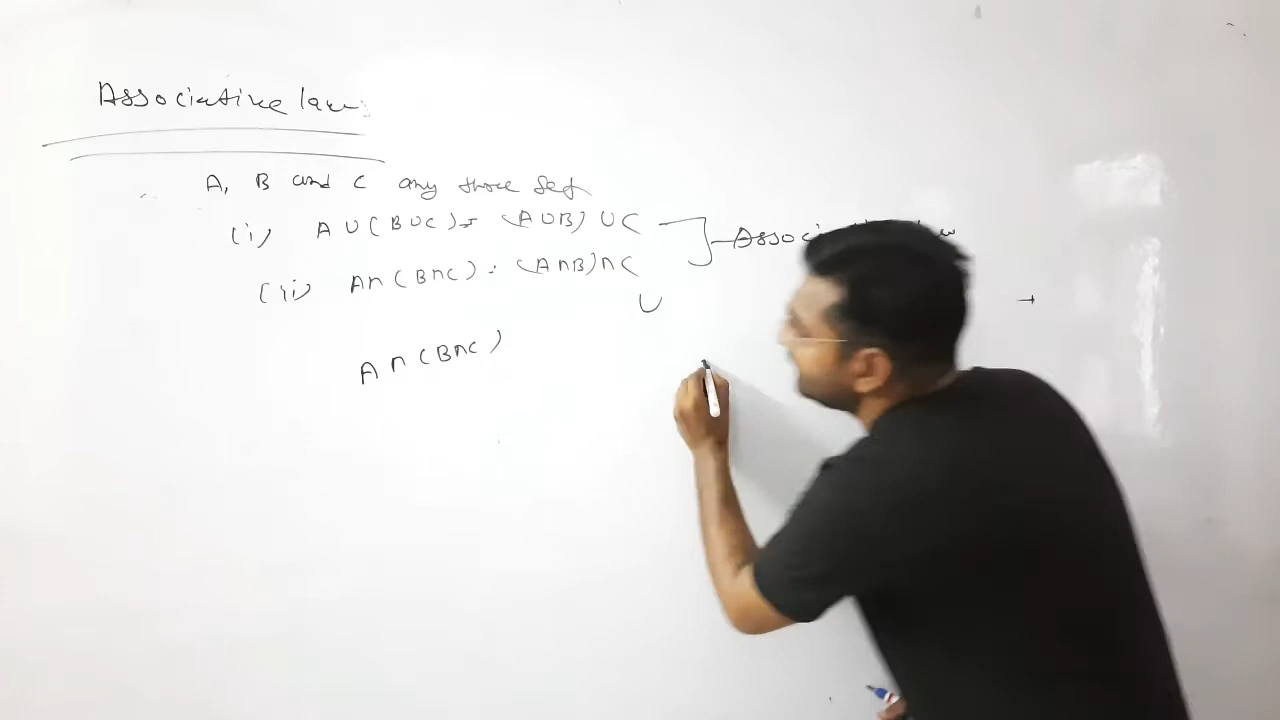 Associative law:
A, B and C any three set
(i) A ∪ (B ∪ C) = (A ∪ B) ∪ C
(ii) A ∩ (B ∩ C) = (A ∩ B) ∩ C
∪
A ∩ (B ∩ C)